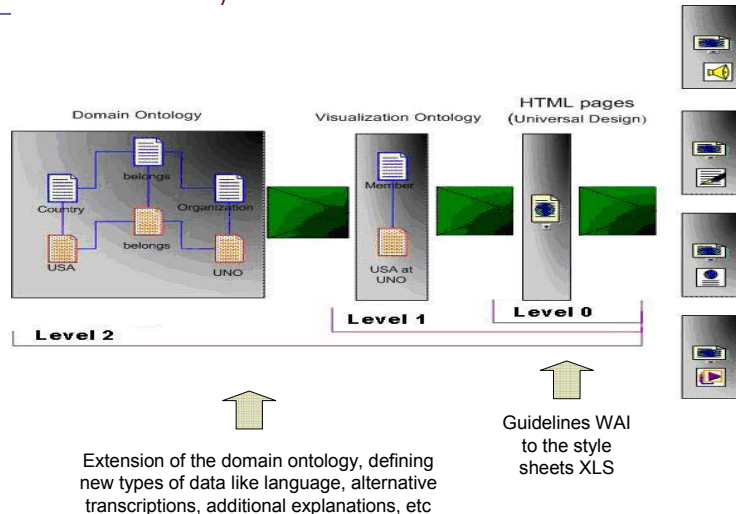 Domain Ontology
Visualization Ontology
HTML pages
(Universal Design)
belongs
Country
Organization
belongs
USA
UNO
Member
USA at
UNO
Level 2
Level 1
Level 0
Extension of the domain ontology, defining
new types of data like language, alternative
transcriptions, additional explanations, etc
Guidelines WAI
to the style
sheets XLS